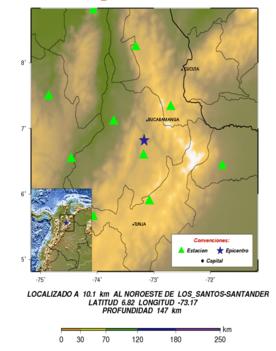 8°
CUCUTA
7°
BUCARAMANGA
6°
TUNJA
Convenciones:
Estacion
Epicentro
Capital
5°
-75°
-74°
-73°
-72°
LOCALIZADO A 10.1 km AL NOROESTE DE LOS_SANTOS-SANTANDER
LATITUD 6.82 LONGITUD -73.17
PROFUNDIDAD 147 km
km
0 30 70 120 180 250